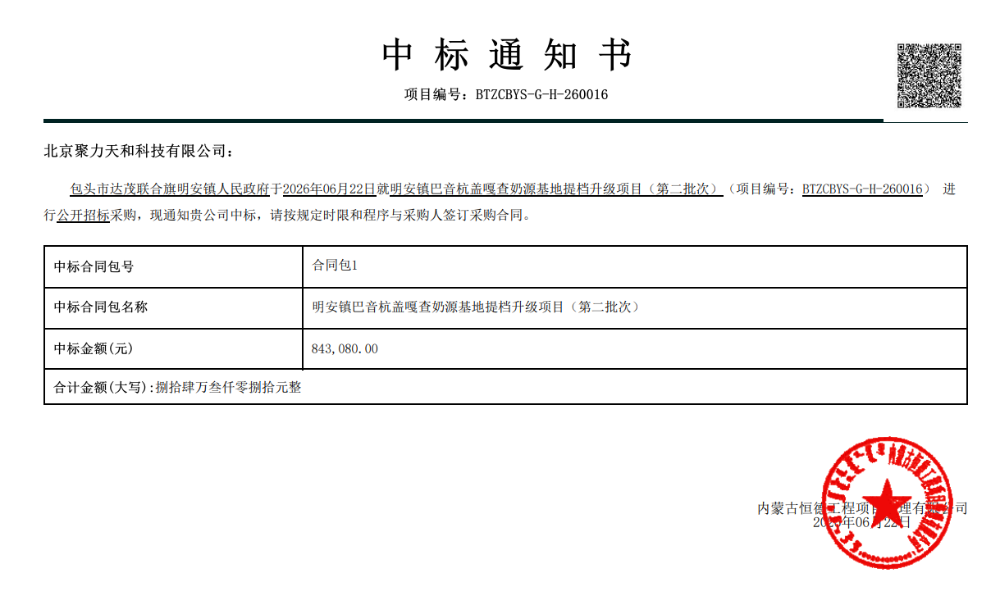 中标通知书
项目编号：BTZCBYS-G-H-260016
北京聚力天和科技有限公司：
包头市达茂联合旗明安镇人民政府于2026年06月22日就明安镇巴音杭盖嘎查奶源基地提档升级项目（第二批次）（项目编号：BTZCBYS-G-H-260016） 进
行公开招标采购，现通知贵公司中标，请按规定时限和程序与采购人签订采购合同。
中标合同包号 合同包1
中标合同包名称 明安镇巴音杭盖嘎查奶源基地提档升级项目（第二批次）
中标金额(元) 843,080.00
合计金额(大写):捌拾肆万叁仟零捌拾元整
内蒙古恒德工程项目管理有限公司
2026年06月22日